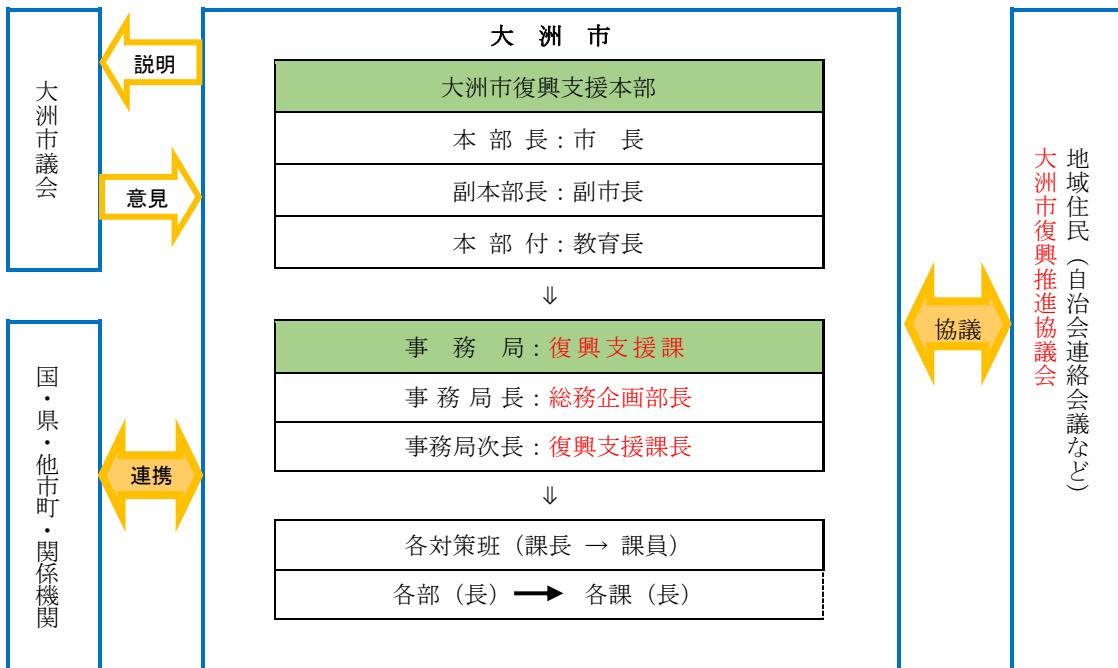 大洲市議会
説明
意見
国・県・他市町・関係機関
連携
大 洲 市
大洲市復興支援本部
本 部 長：市 長
副本部長：副市長
本 部 付：教育長
⇓
事 務 局：復興支援課
事 務 局 長：総務企画部長
事務局次長：復興支援課長
⇓
各対策班（課長 → 課員）
各部（長） → 各課（長）
協議
地域住民（自治会連絡会議など）
大洲市復興推進協議会